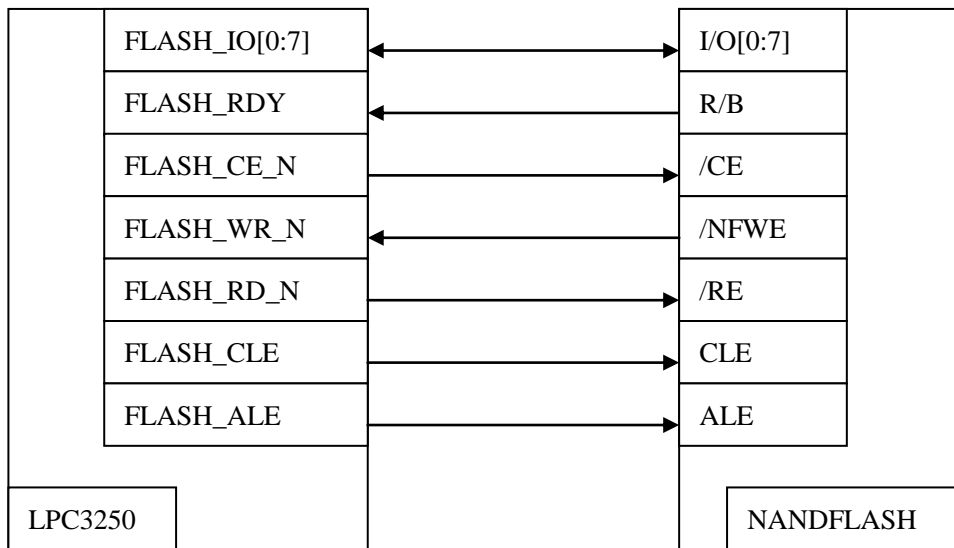 FLASH_IO[0:7] I/O[0:7]
FLASH_RDY R/B
FLASH_CE_N /CE
FLASH_WR_N /NFWE
FLASH_RD_N /RE
FLASH_CLE CLE
FLASH_ALE ALE
LPC3250 NANDFLASH